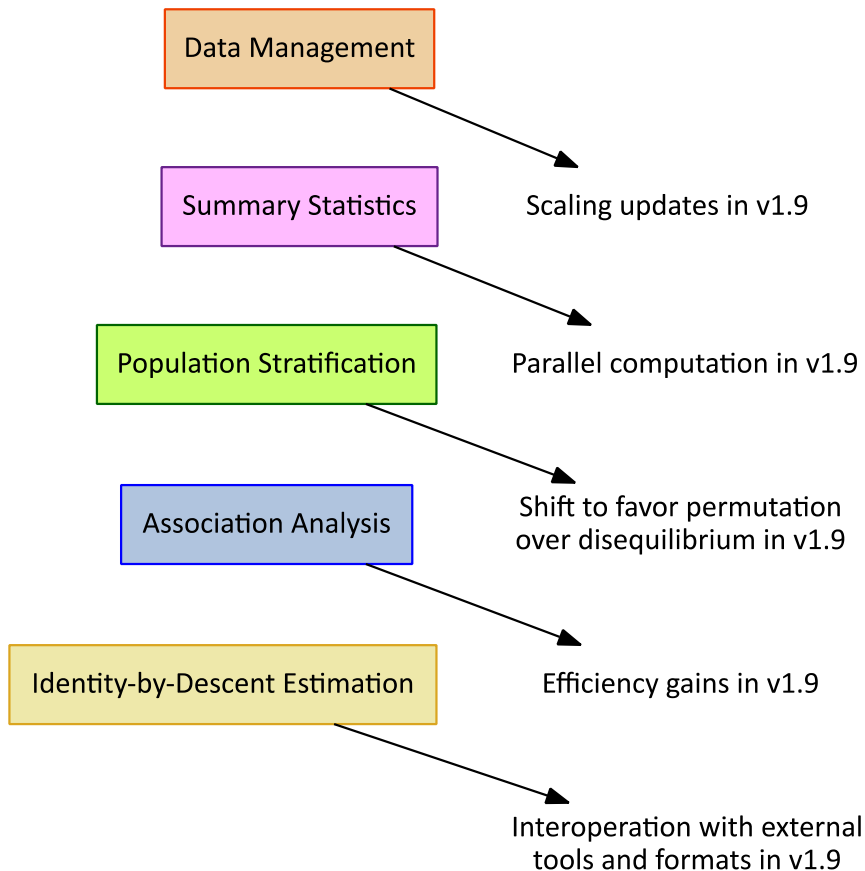 Data Management
Summary Statistics
Scaling updates in v1.9
Population Stratification
Parallel computation in v1.9
Association Analysis
Shift to favor permutation
over disequilibrium in v1.9
Identity-by-Descent Estimation
Efficiency gains in v1.9
Interoperation with external
tools and formats in v1.9